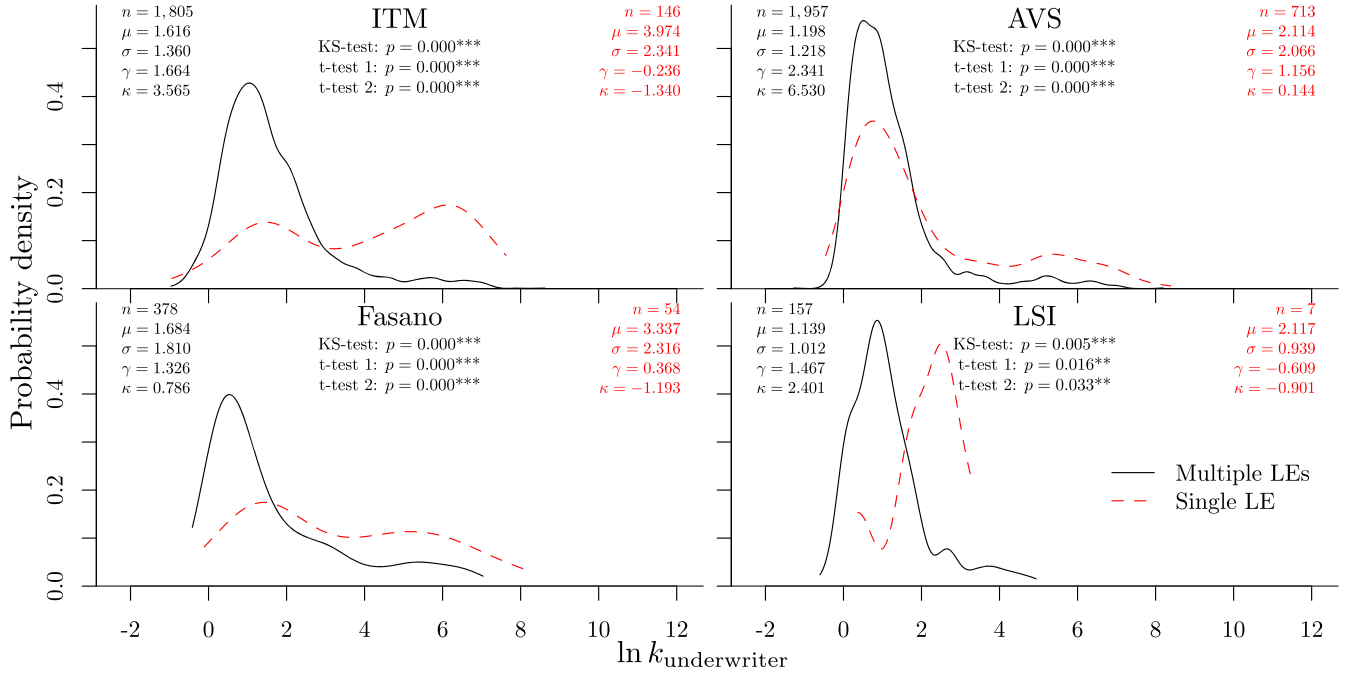 ITM
n = 1,805
μ = 1.616
σ = 1.360
γ = 1.664
κ = 3.565
KS-test: p = 0.000***
t-test 1: p = 0.000***
t-test 2: p = 0.000***
n = 146
μ = 3.974
σ = 2.341
γ = −0.236
κ = −1.340
AVS
n = 1,957
μ = 1.198
σ = 1.218
γ = 2.341
κ = 6.530
KS-test: p = 0.000***
t-test 1: p = 0.000***
t-test 2: p = 0.000***
n = 713
μ = 2.114
σ = 2.066
γ = 1.156
κ = 0.144
0.4
0.2
0.0
Probability density
Fasano
n = 378
μ = 1.684
σ = 1.810
γ = 1.326
κ = 0.786
KS-test: p = 0.000***
t-test 1: p = 0.000***
t-test 2: p = 0.000***
n = 54
μ = 3.337
σ = 2.316
γ = 0.368
κ = −1.193
LSI
n = 157
μ = 1.139
σ = 1.012
γ = 1.467
κ = 2.401
KS-test: p = 0.005***
t-test 1: p = 0.016**
t-test 2: p = 0.033**
n = 7
μ = 2.117
σ = 0.939
γ = −0.609
κ = −0.901
Multiple LEs
Single LE
0.4
0.2
0.0
-2 0 2 4 6 8 10 12
-2 0 2 4 6 8 10 12
ln k underwriter